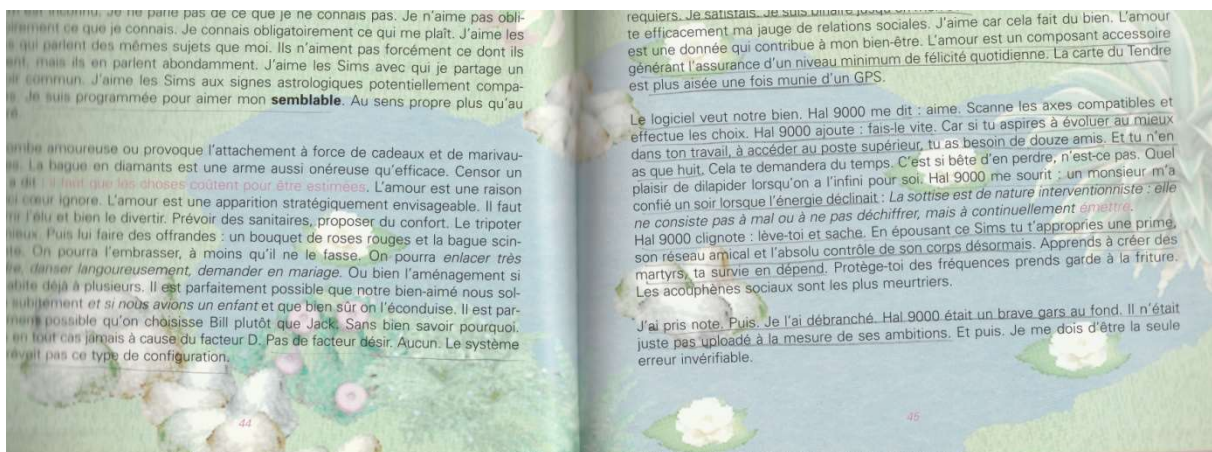 inconnu. Je ne parle pas de ce que je ne connais pas. Je n'aime pas obli-
ce que je connais. Je connais obligatoirement ce qui me plaît. J'aime les
qui parlent des mêmes sujets que moi. Ils n'aiment pas forcément ce dont ils
mais ils en parlent abondamment. J'aime les Sims avec qui je partage un
commun. J'aime les Sims aux signes astrologiques potentiellement compa-
Je suis programmée pour aimer mon semblable. Au sens propre plus qu'au
amoureuse ou provoque l'attachement à force de cadeaux et de marivau-
La bague en diamants est une arme aussi onéreuse qu'efficace. Censor un
a dit il faut que les choses coûtent pour être estimées. L'amour est une raison
cœur ignore. L'amour est une apparition stratégiquement envisageable. Il faut
l'élu et bien le divertir. Prévoir des sanitaires, proposer du confort. Le tripoter
Puis lui faire des offrandes : un bouquet de roses rouges et la bague scin-
On pourra l'embrasser, à moins qu'il ne le fasse. On pourra enlacer très
danser langoureusement, demander en mariage. Ou bien l'aménagement si
déjà à plusieurs. Il est parfaitement possible que notre bien-aimé nous sol-
subitement et si nous avions un enfant et que bien sûr on l'éconduise. Il est par-
possible qu'on choisisse Bill plutôt que Jack. Sans bien savoir pourquoi.
en tout cas jamais à cause du facteur D. Pas de facteur désir. Aucun. Le système
pas ce type de configuration.
44
requiers. Je satisfais. Je suis binaire
te efficacement ma jauge de relations sociales. J'aime car cela fait du bien. L'amour
est une donnée qui contribue à mon bien-être. L'amour est un composant accessoire
générant l'assurance d'un niveau minimum de félicité quotidienne. La carte du Tendre
est plus aisée une fois munie d'un GPS.
Le logiciel veut notre bien. Hal 9000 me dit : aime. Scanne les axes compatibles et
effectue les choix. Hal 9000 ajoute : fais-le vite. Car si tu aspires à évoluer au mieux
dans ton travail, à accéder au poste supérieur, tu as besoin de douze amis. Et tu n'en
as que huit. Cela te demandera du temps. C'est si bête d'en perdre, n'est-ce pas. Quel
plaisir de dilapider lorsqu'on a l'infini pour soi. Hal 9000 me sourit : un monsieur m'a
confié un soir lorsque l'énergie déclinait : La sottise est de nature interventionniste : elle
ne consiste pas à mal ou à ne pas déchiffrer, mais à continuellement émettre.
Hal 9000 clignote : lève-toi et sache. En épousant ce Sims tu t'appropries une prime,
son réseau amical et l'absolu contrôle de son corps désormais. Apprends à créer des
martyrs, ta survie en dépend. Protège-toi des fréquences prends garde à la friture.
Les acouphènes sociaux sont les plus meurtriers.
J'ai pris note. Puis. Je l'ai débranché. Hal 9000 était un brave gars au fond. Il n'était
juste pas uploadé à la mesure de ses ambitions. Et puis. Je me dois d'être la seule
erreur invérifiable.
45